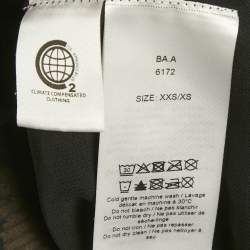 2
CLIMATE COMPENSATED
CLOTHING
BA.A
6172
SIZE: XXS/XS
30
Cold gentle machine wash / Lavage
délicat en machine à 30°C
Do not bleach / Ne pas blanchir
Do not tumble dry / Ne pas utiliser de
sèche-linge
Do not iron / Ne pas repasser
Do not dry clean / Ne pas nettoyer à
sec